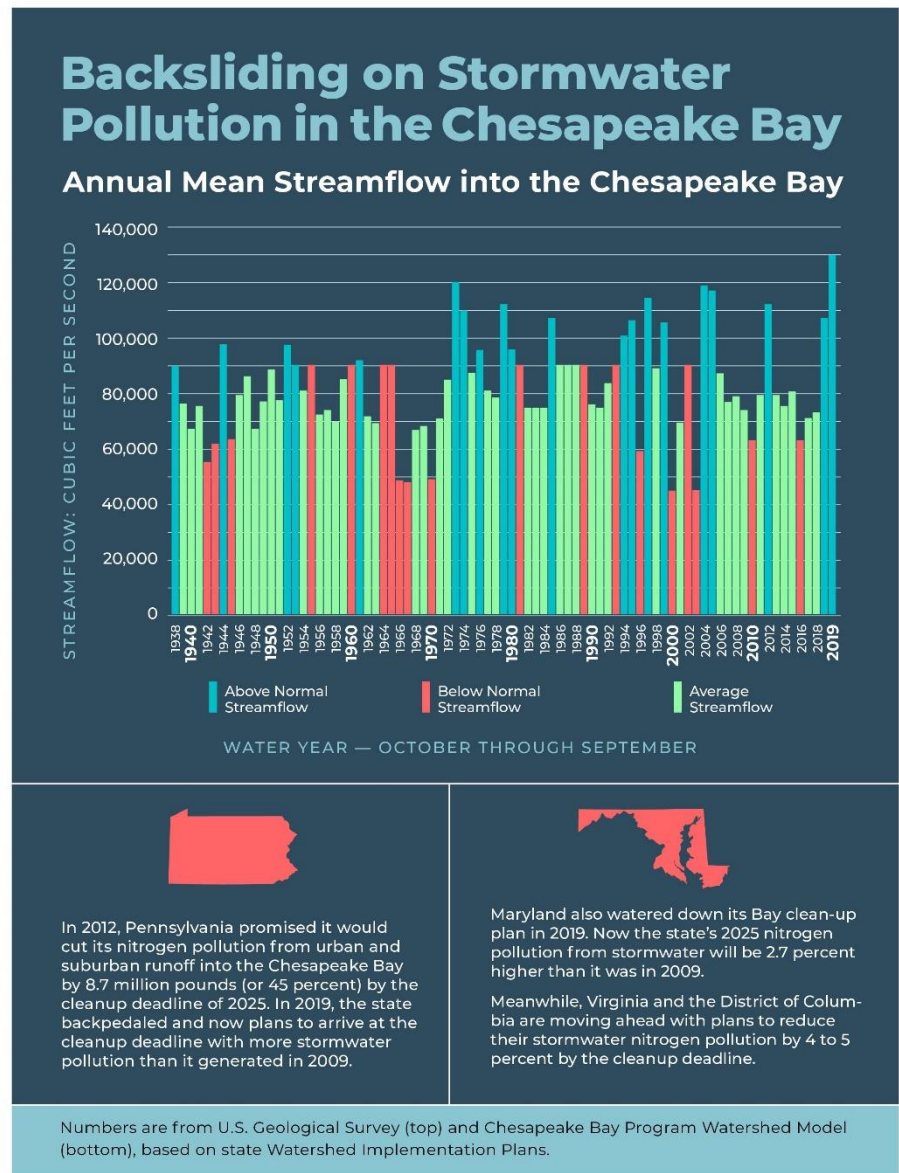 Backsliding on Stormwater
Pollution in the Chesapeake Bay
Annual Mean Streamflow into the Chesapeake Bay
STREAMFLOW: CUBIC FEET PER SECOND
140,000
120,000
100,000
80,000
60,000
40,000
20,000
0
1938 1940 1942 1944 1946 1948 1950 1952 1954 1956 1958 1960 1962 1964 1966 1968 1970 1972 1974 1976 1978 1980 1982 1984 1986 1988 1990 1992 1994 1996 1998 2000 2002 2004 2006 2008 2010 2012 2014 2016 2018 2019
Above Normal
Streamflow
Below Normal
Streamflow
Average
Streamflow
WATER YEAR — OCTOBER THROUGH SEPTEMBER
In 2012, Pennsylvania promised it would
cut its nitrogen pollution from urban and
suburban runoff into the Chesapeake Bay
by 8.7 million pounds (or 45 percent) by the
cleanup deadline of 2025. In 2019, the state
backpedaled and now plans to arrive at the
cleanup deadline with more stormwater
pollution than it generated in 2009.
Maryland also watered down its Bay clean-up
plan in 2019. Now the state's 2025 nitrogen
pollution from stormwater will be 2.7 percent
higher than it was in 2009.
Meanwhile, Virginia and the District of Colum-
bia are moving ahead with plans to reduce
their stormwater nitrogen pollution by 4 to 5
percent by the cleanup deadline.
Numbers are from U.S. Geological Survey (top) and Chesapeake Bay Program Watershed Model
(bottom), based on state Watershed Implementation Plans.